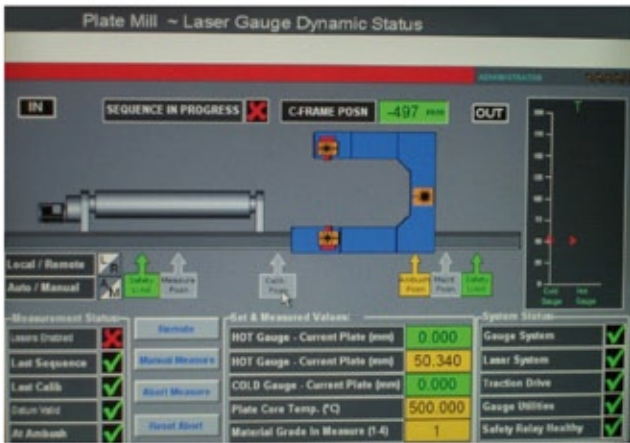 Plate Mill ~ Laser Gauge Dynamic Status
ADMINISTRATOR
IN
SEQUENCE IN PROGRESS
C-FRAME POSN
-497 mm
OUT
Local / Remote
L
R
Auto / Manual
A
M
Safety Limit
Measure Posn
Calib Posn
Ambush Posn
Maint Posn
Safety Limit
Cold Gauge
Hot Gauge
Measurement Status:
Lasers Enabled
Last Sequence
Last Calib
Datum Valid
At Ambush
Remote
Manual Measure
Abort Measure
Reset Abort
Set & Measured Values:
HOT Gauge - Current Plate (mm) 0.000
HOT Gauge - Current Plate (mm) 50.340
COLD Gauge - Current Plate (mm) 0.000
Plate Core Temp. (°C) 500.000
Material Grade In Measure (1-4) 1
System Status:
Gauge System
Laser System
Traction Drive
Gauge Utilities
Safety Relay Healthy